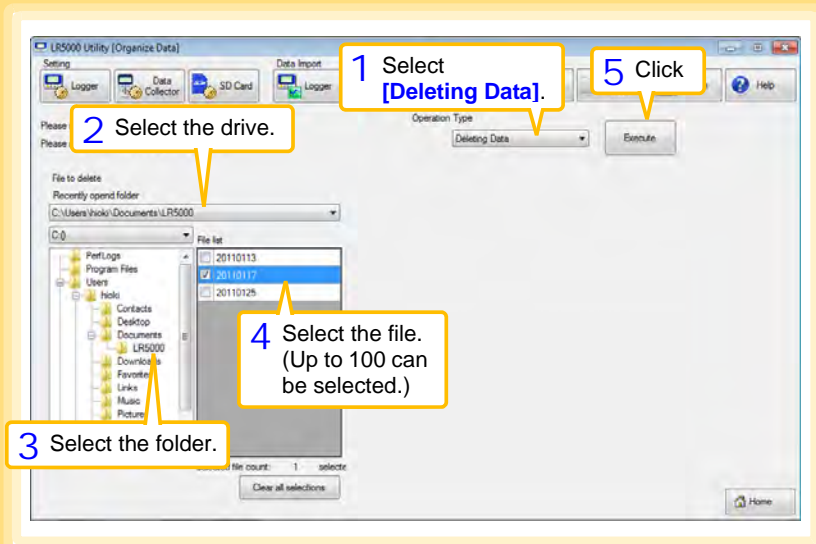 LR5000 Utility [Organize Data]
Setting
Data Import
Logger
Data
Collector
SD Card
Logger
Help
1 Select
[Deleting Data].
5 Click
Please
Please
2 Select the drive.
Operation Type
Deleting Data
Execute
File to delete
Recently opend folder
C:\Users\hioki\Documents\LR5000
C:()
File list
PerfLogs
Program Files
Users
hioki
Contacts
Desktop
Documents
LR5000
Downloads
Favorite
Links
Music
Picture
20110113
20110117
20110125
4 Select the file.
(Up to 100 can
be selected.)
3 Select the folder.
file count: 1 selecte
Clear all selections
Home